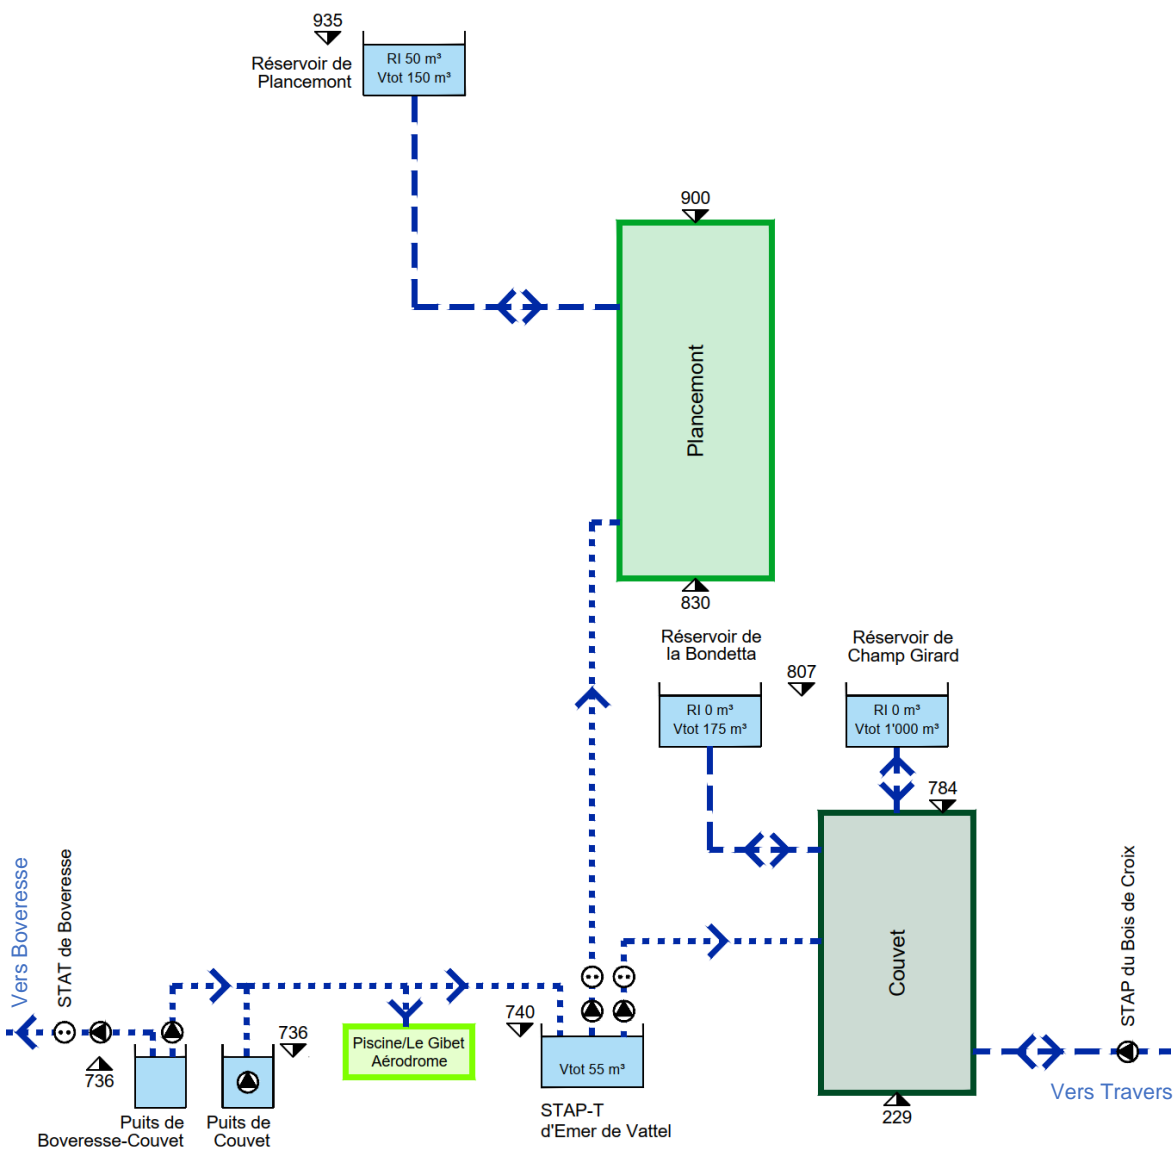 935
Réservoir de
Plancemont
RI 50 m³
Vtot 150 m³
900
Plancemont
830
Réservoir de
la Bondetta
807
Réservoir de
Champ Girard
RI 0 m³
Vtot 175 m³
RI 0 m³
Vtot 1'000 m³
784
Couvet
229
STAP du Bois de Croix
Vers Travers
Vers Boveresse
STAT de Boveresse
736
Puits de
Boveresse-Couvet
736
Puits de
Couvet
Piscine/Le Gibet
Aérodrome
740
Vtot 55 m³
STAP-T
d'Emer de Vattel